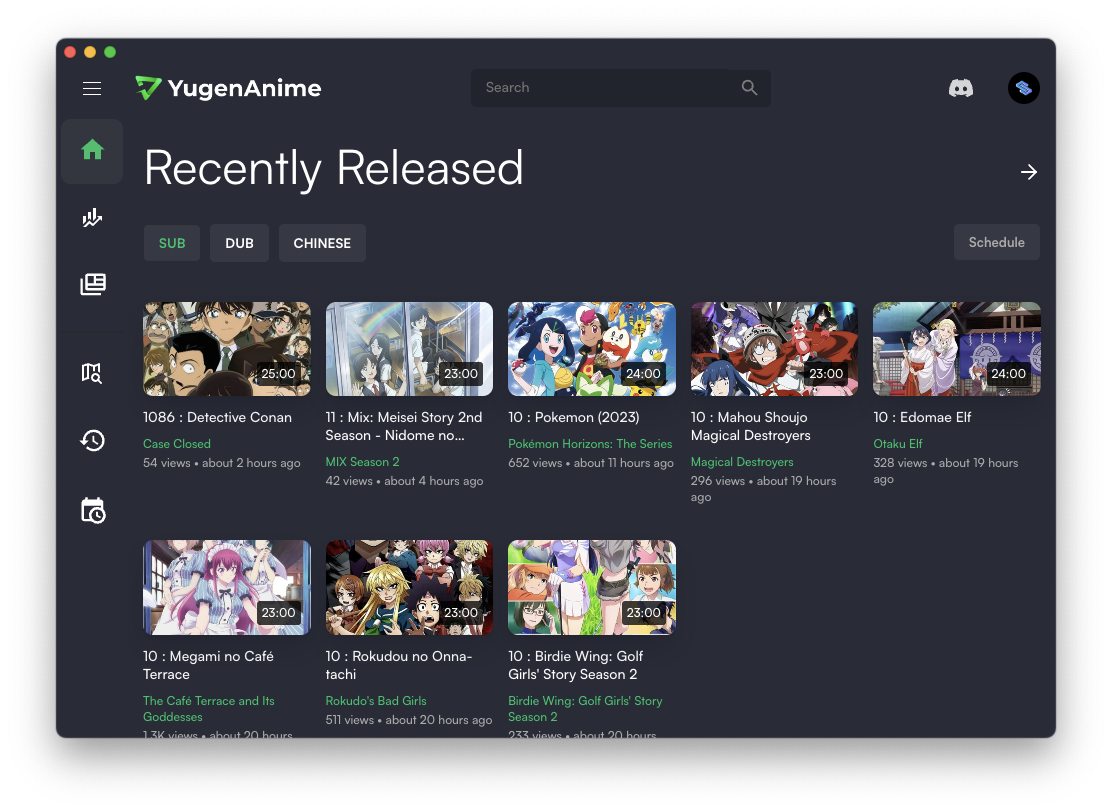 YugenAnime
Search
Recently Released
SUB
DUB
CHINESE
Schedule
25:00
23:00
24:00
23:00
24:00
1086 : Detective Conan
Case Closed
54 views • about 2 hours ago
11 : Mix: Meisei Story 2nd
Season - Nidome no...
MIX Season 2
42 views • about 4 hours ago
10 : Pokemon (2023)
Pokémon Horizons: The Series
652 views • about 11 hours ago
10 : Mahou Shoujo
Magical Destroyers
Magical Destroyers
296 views • about 19 hours
ago
10 : Edomae Elf
Otaku Elf
328 views • about 19 hours
ago
23:00
23:00
23:00
10 : Megami no Café
Terrace
The Café Terrace and Its
Goddesses
1.3K views • about 20 hours
10 : Rokudou no Onna-
tachi
Rokudo's Bad Girls
511 views • about 20 hours ago
10 : Birdie Wing: Golf
Girls' Story Season 2
Birdie Wing: Golf Girls' Story
Season 2
233 views • about 20 hours